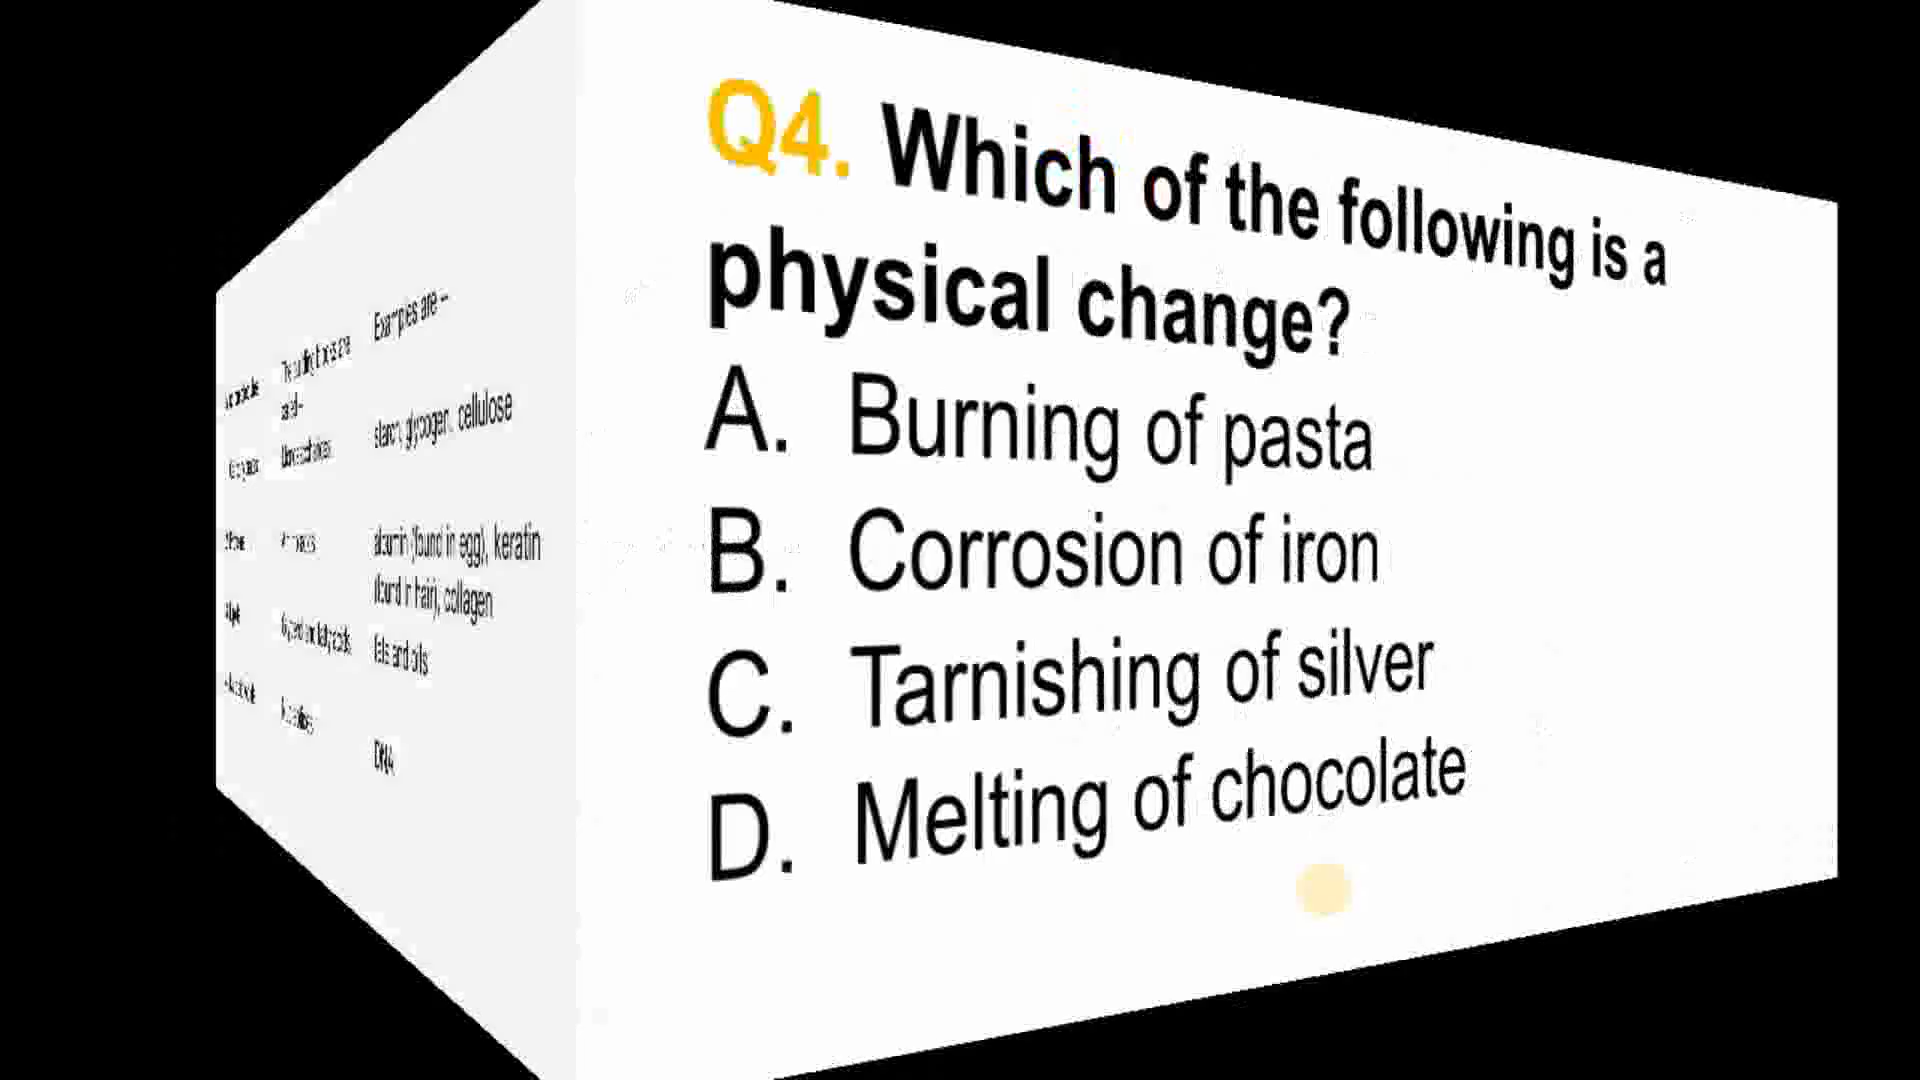 Examples are –
starch, glycogen, cellulose
albumin (found in egg), keratin
(found in hair), collagen
fats and oils
DNA
Q4. Which of the following is a
physical change?
A. Burning of pasta
B. Corrosion of iron
C. Tarnishing of silver
D. Melting of chocolate